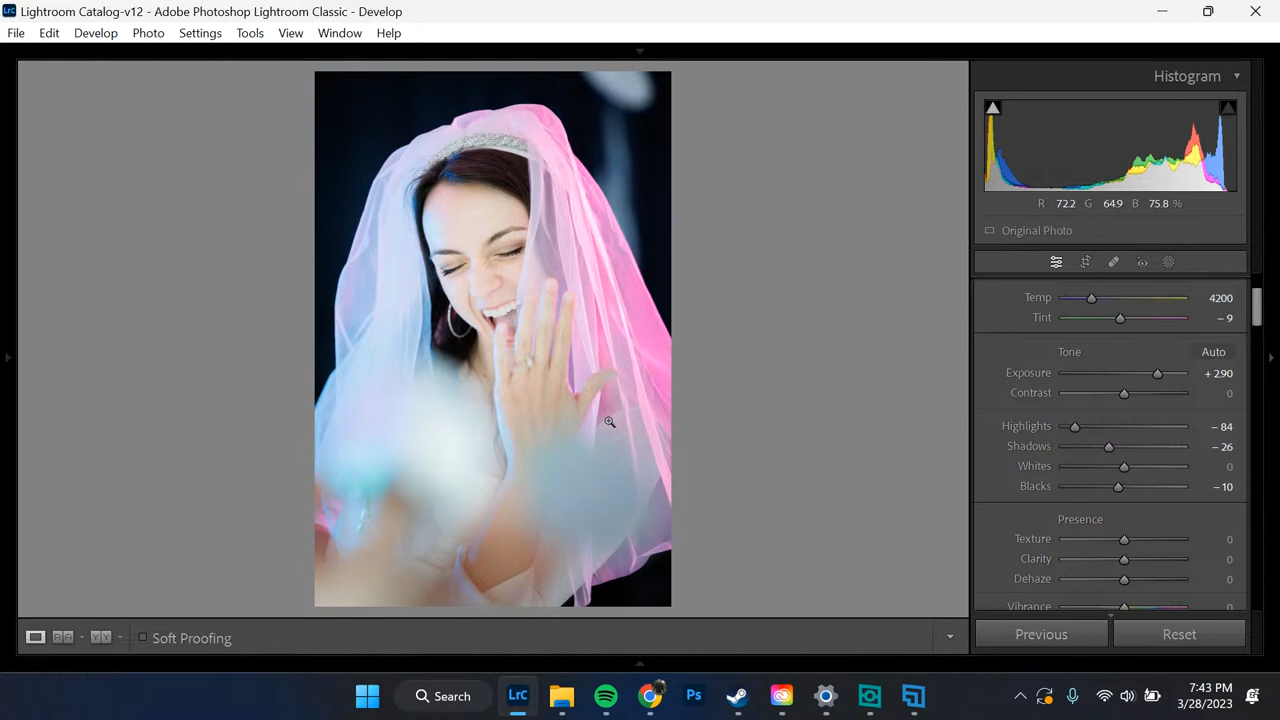 Lightroom Catalog-v12 - Adobe Photoshop Lightroom Classic - Develop
File Edit Develop Photo Settings Tools View Window Help
Histogram
R 72.2 G 64.9 B 75.8 %
Original Photo
Temp 4200
Tint – 9
Tone Auto
Exposure + 2.90
Contrast 0
Highlights – 84
Shadows – 26
Whites 0
Blacks – 10
Presence
Texture 0
Clarity 0
Dehaze 0
Vibrance
Soft Proofing
Previous Reset
LrC Search LrC Ps
7:43 PM
3/28/2023